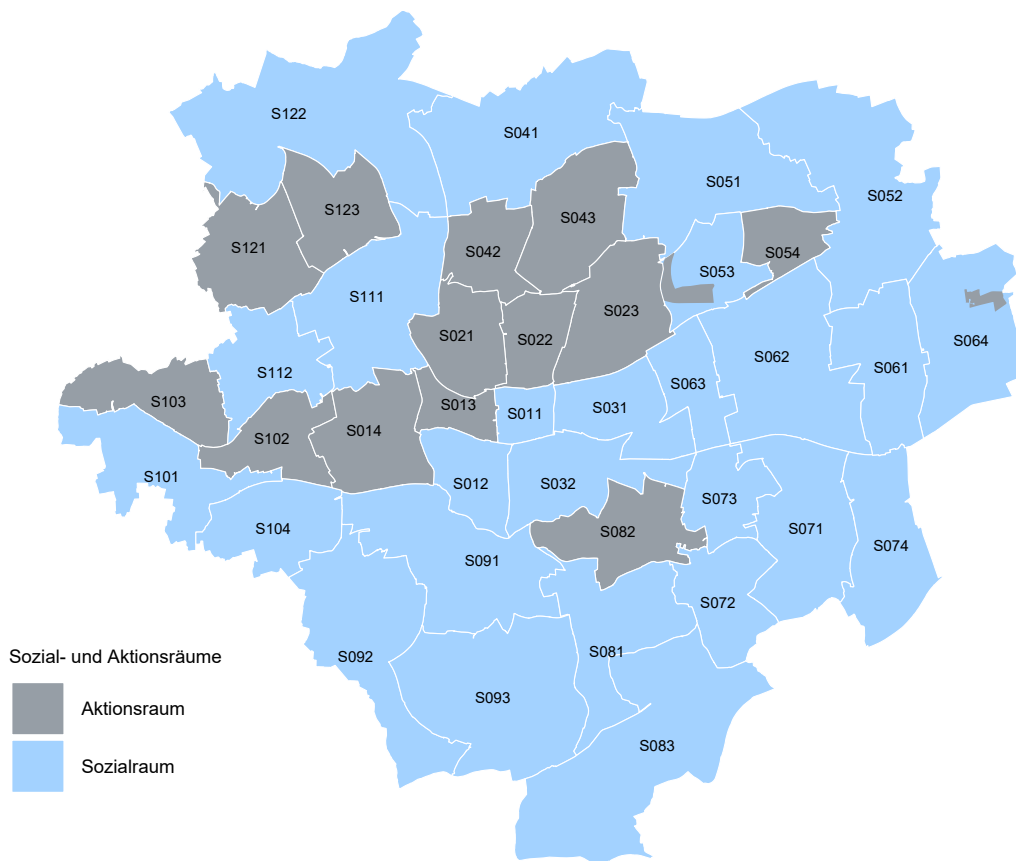 S122
S041
S051
S052
S123
S043
S121
S042
S054
S053
S111
S023
S021
S022
S064
S062
S061
S112
S063
S103
S013
S011
S031
S014
S102
S101
S012
S032
S073
S104
S082
S071
S074
S091
S072
S092
S081
S093
S083
Sozial- und Aktionsräume
Aktionsraum
Sozialraum